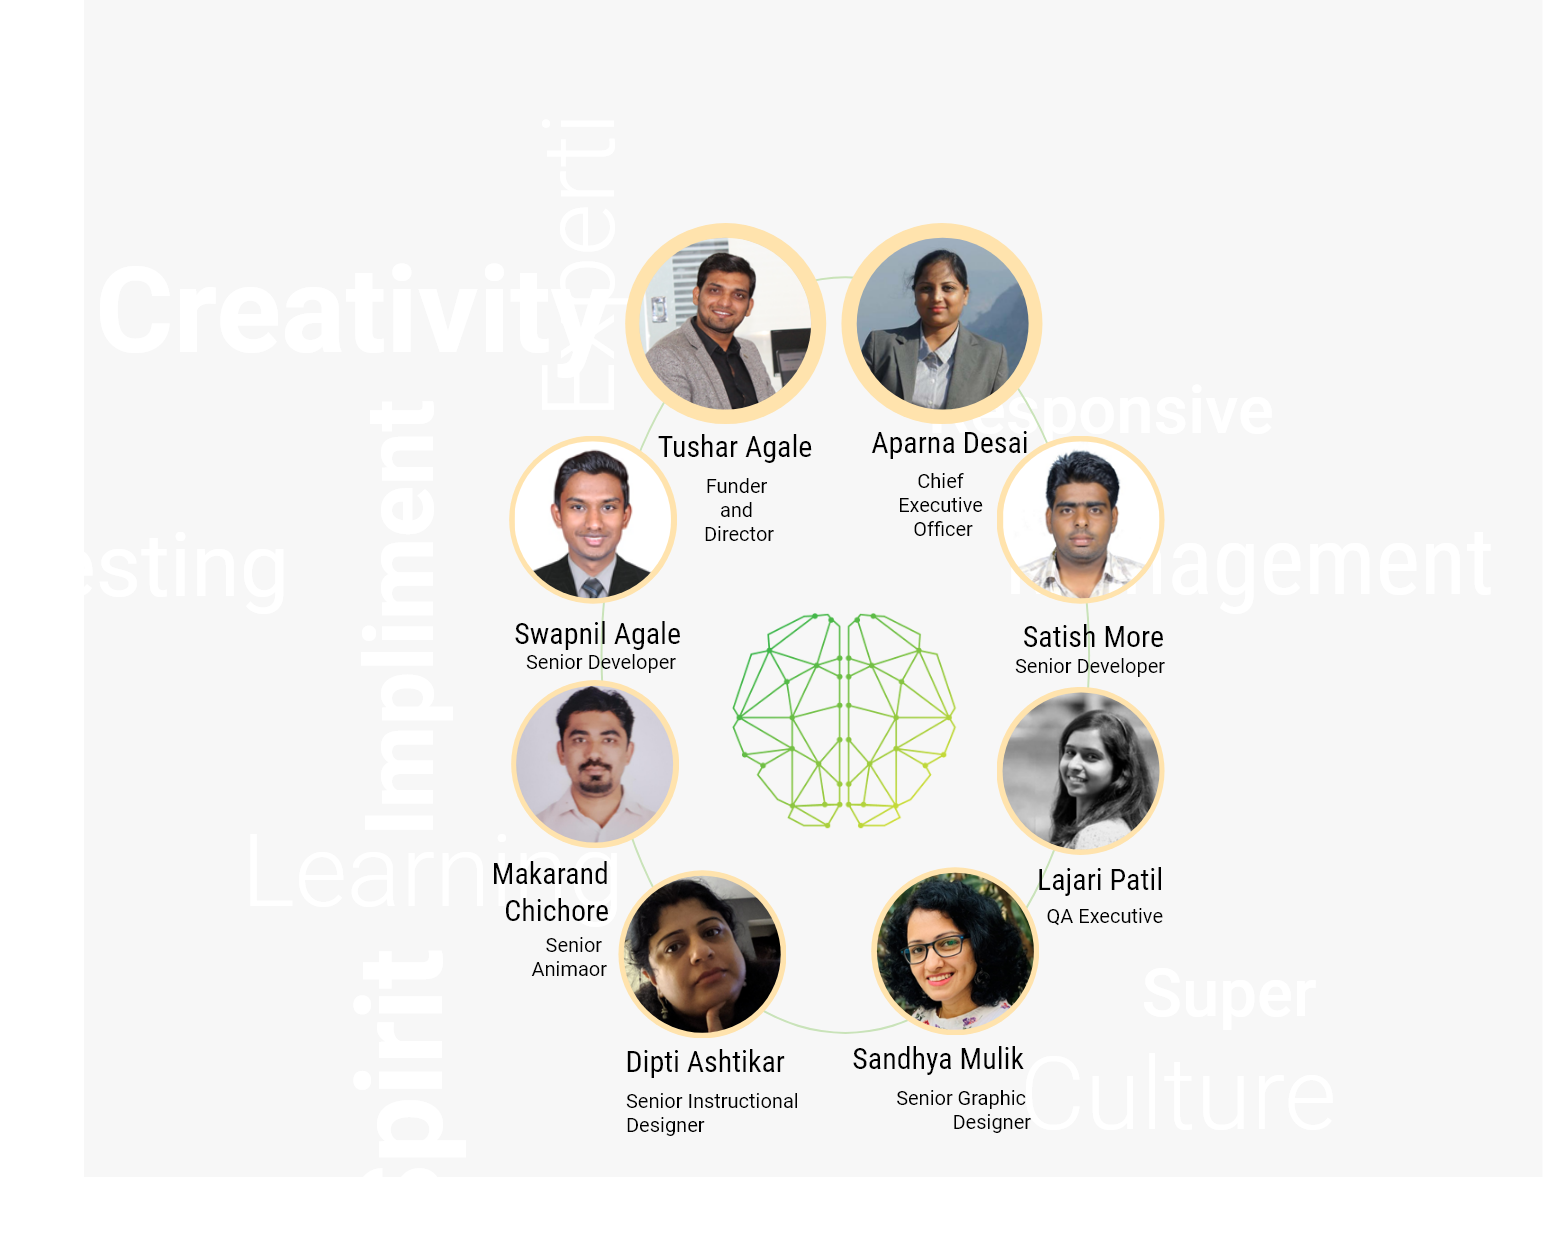 Experti
Creativity
Responsive
Tushar Agale
Funder
and
Director
Aparna Desai
Chief
Executive
Officer
Impliment
esting
Swapnil Agale
Senior Developer
Satish More
Senior Developer
Learning
Makarand
Chichore
Senior
Animaor
Lajari Patil
QA Executive
Super
Culture
Dipti Ashtikar
Senior Instructional
Designer
Sandhya Mulik
Senior Graphic
Designer
spirit